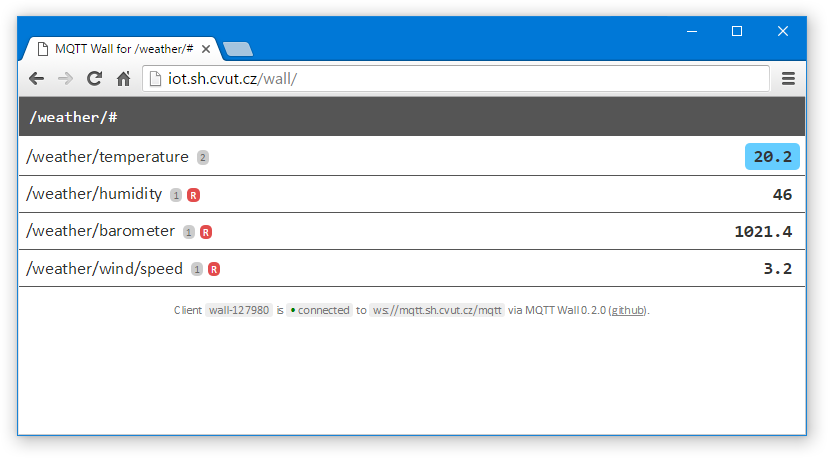 MQTT Wall for /weather/#
iot.sh.cvut.cz/wall/
/weather/#
/weather/temperature 2 20.2
/weather/humidity 1 R 46
/weather/barometer 1 R 1021.4
/weather/wind/speed 1 R 3.2
Client wall-127980 is • connected to ws://mqtt.sh.cvut.cz/mqtt via MQTT Wall 0.2.0 (github).